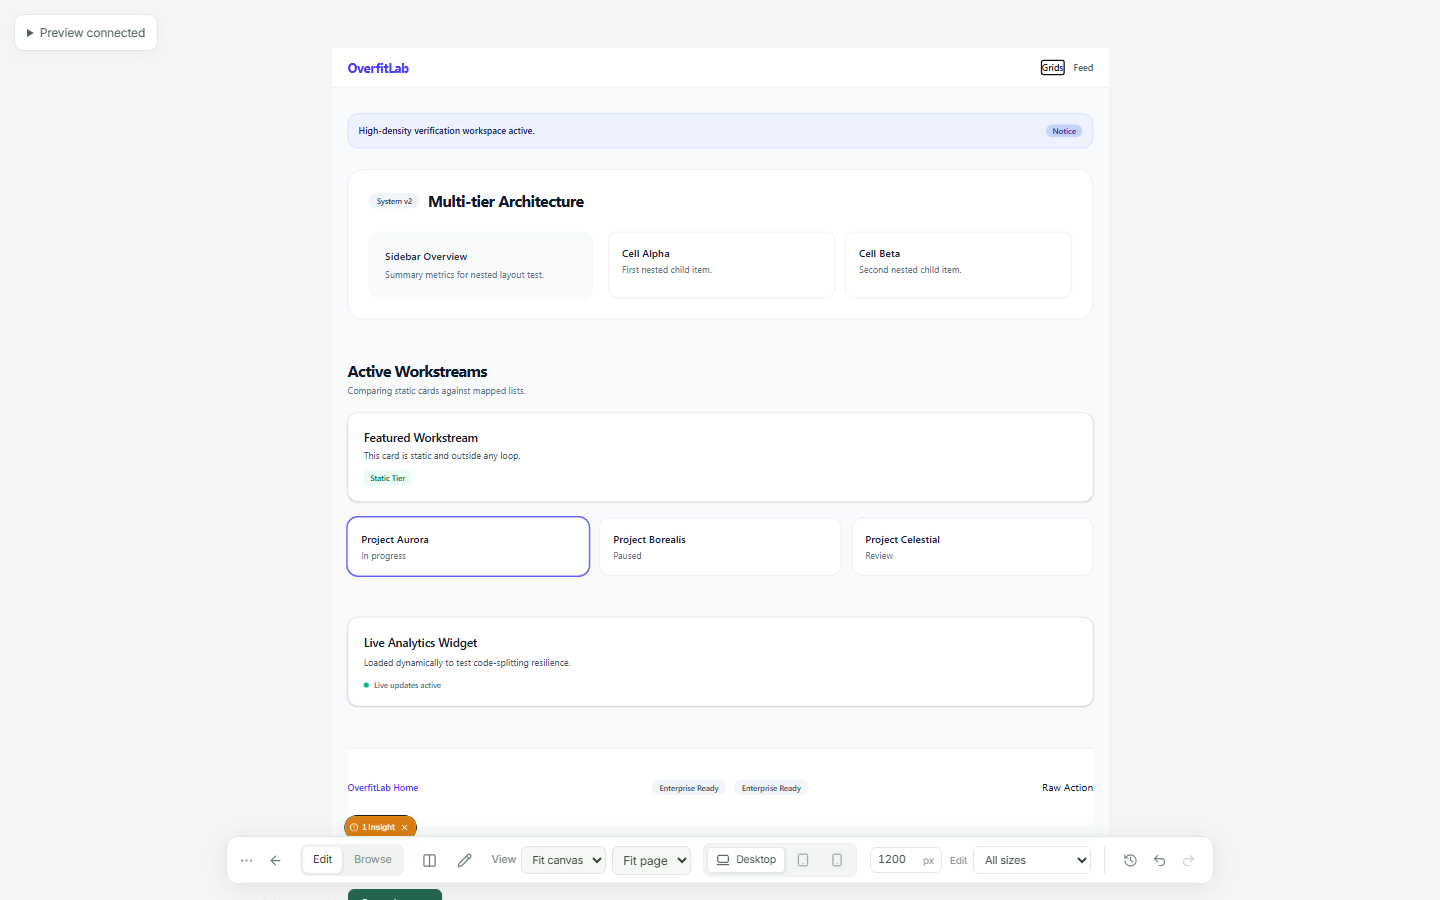 Preview connected
OverfitLab
Grids Feed
High-density verification workspace active.
Notice
System v2 Multi-tier Architecture
Sidebar Overview
Summary metrics for nested layout test.
Cell Alpha
First nested child item.
Cell Beta
Second nested child item.
Active Workstreams
Comparing static cards against mapped lists.
Featured Workstream
This card is static and outside any loop.
Static Tier
Project Aurora
In progress
Project Borealis
Paused
Project Celestial
Review
Live Analytics Widget
Loaded dynamically to test code-splitting resilience.
Live updates active
OverfitLab Home
Enterprise Ready Enterprise Ready
Raw Action
1 Insight
Edit Browse View Fit canvas Fit page Desktop 1200 px Edit All sizes